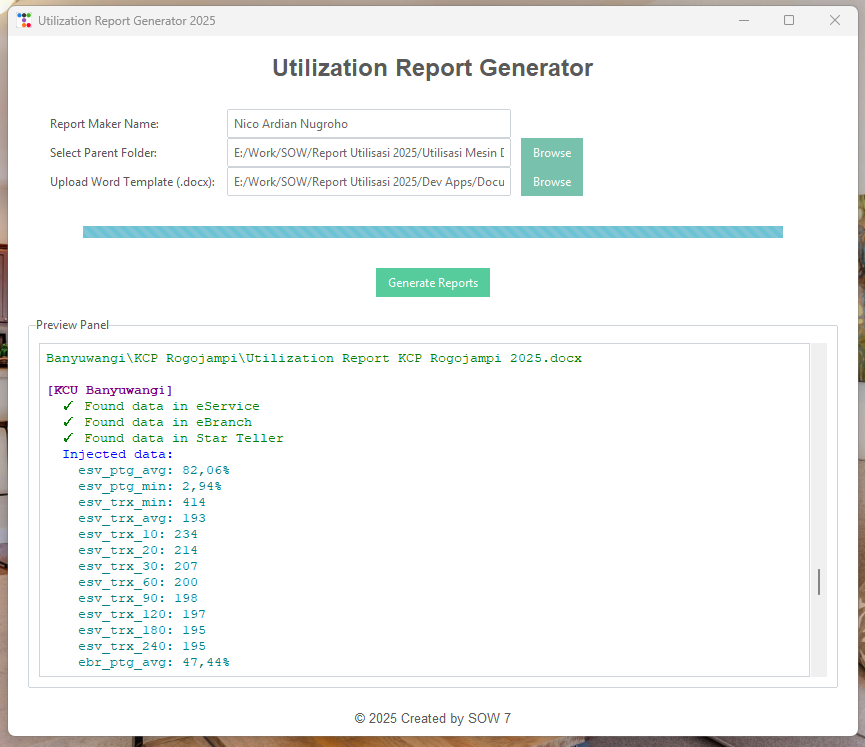 Utilization Report Generator 2025
Utilization Report Generator
Report Maker Name:
Nico Ardian Nugroho
Select Parent Folder:
E:/Work/SOW/Report Utilisasi 2025/Utilisasi Mesin
Browse
Upload Word Template (.docx):
E:/Work/SOW/Report Utilisasi 2025/Dev Apps/Docu
Browse
Generate Reports
Preview Panel
Banyuwangi\KCP Rogojampi\Utilization Report KCP Rogojampi 2025.docx
[KCU Banyuwangi]
✓ Found data in eService
✓ Found data in eBranch
✓ Found data in Star Teller
Injected data:
esv_ptg_avg: 82,06%
esv_ptg_min: 2,94%
esv_trx_min: 414
esv_trx_avg: 193
esv_trx_10: 234
esv_trx_20: 214
esv_trx_30: 207
esv_trx_60: 200
esv_trx_90: 198
esv_trx_120: 197
esv_trx_180: 195
esv_trx_240: 195
ebr_ptg_avg: 47,44%
© 2025 Created by SOW 7